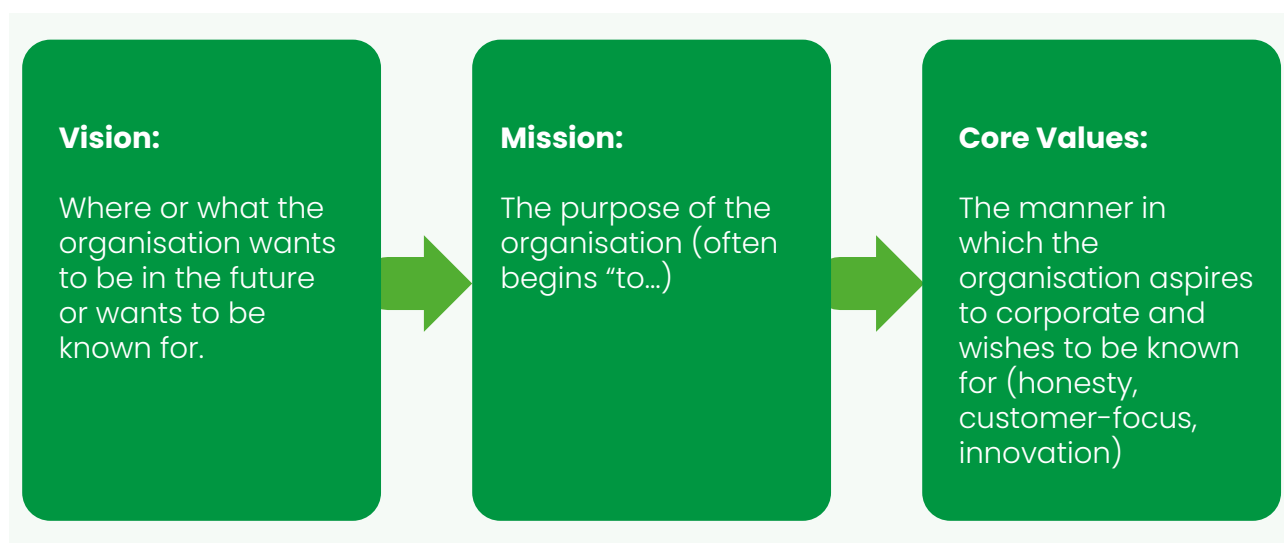 Vision:
Where or what the
organisation wants
to be in the future
or wants to be
known for.
Mission:
The purpose of the
organisation (often
begins “to…)
Core Values:
The manner in
which the
organisation aspires
to corporate and
wishes to be known
for (honesty,
customer-focus,
innovation)